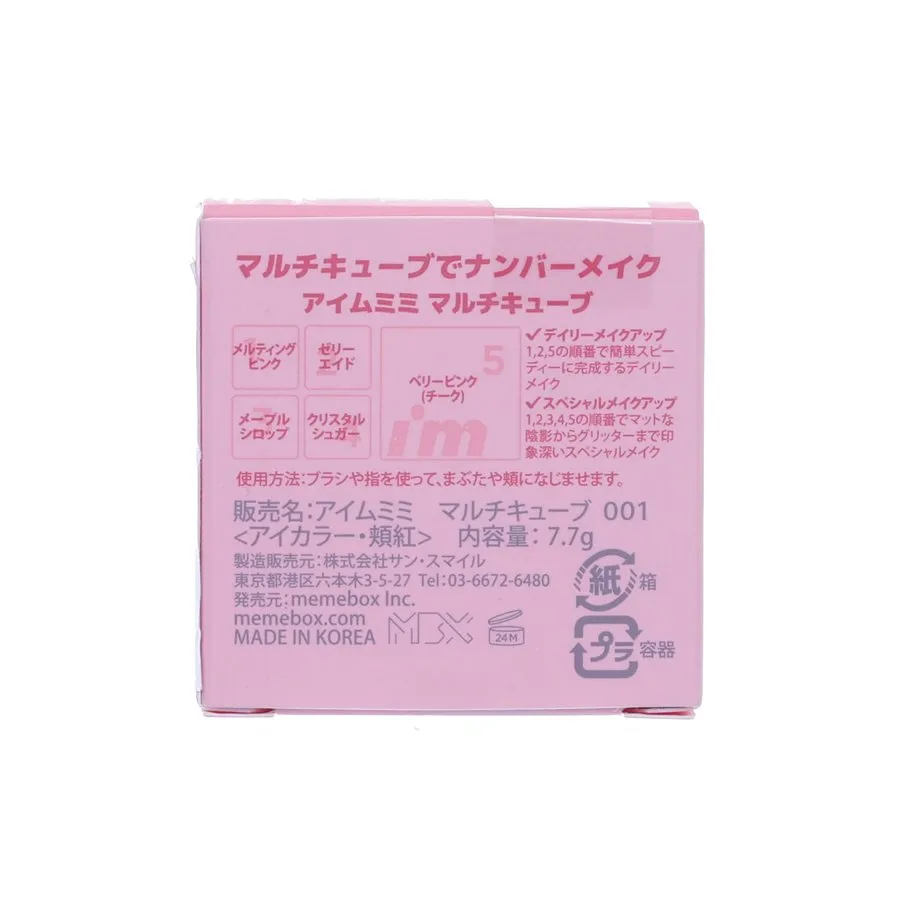 マルチキューブでナンバーメイク
アイムミミ マルチキューブ
1
メルティング
ピンク
2
ゼリー
エイド
3
メープル
シロップ
4
クリスタル
シュガー
5
ベリーピンク
(チーク)
i'm
✓デイリーメイクアップ
1,2,5の順番で簡単スピー
ディーに完成するデイリー
メイク
✓スペシャルメイクアップ
1,2,3,4,5の順番でマットな
陰影からグリッターまで印
象深いスペシャルメイク
使用方法:ブラシや指を使って、まぶたや頬になじませます。
販売名:アイムミミ マルチキューブ 001
<アイカラー・頬紅> 内容量: 7.7g
製造販売元: 株式会社サン・スマイル
東京都港区六本木3-5-27 Tel:03-6672-6480
発売元: memebox Inc.
memebox.com
MADE IN KOREA
MBX
24M
紙 箱
プラ 容器